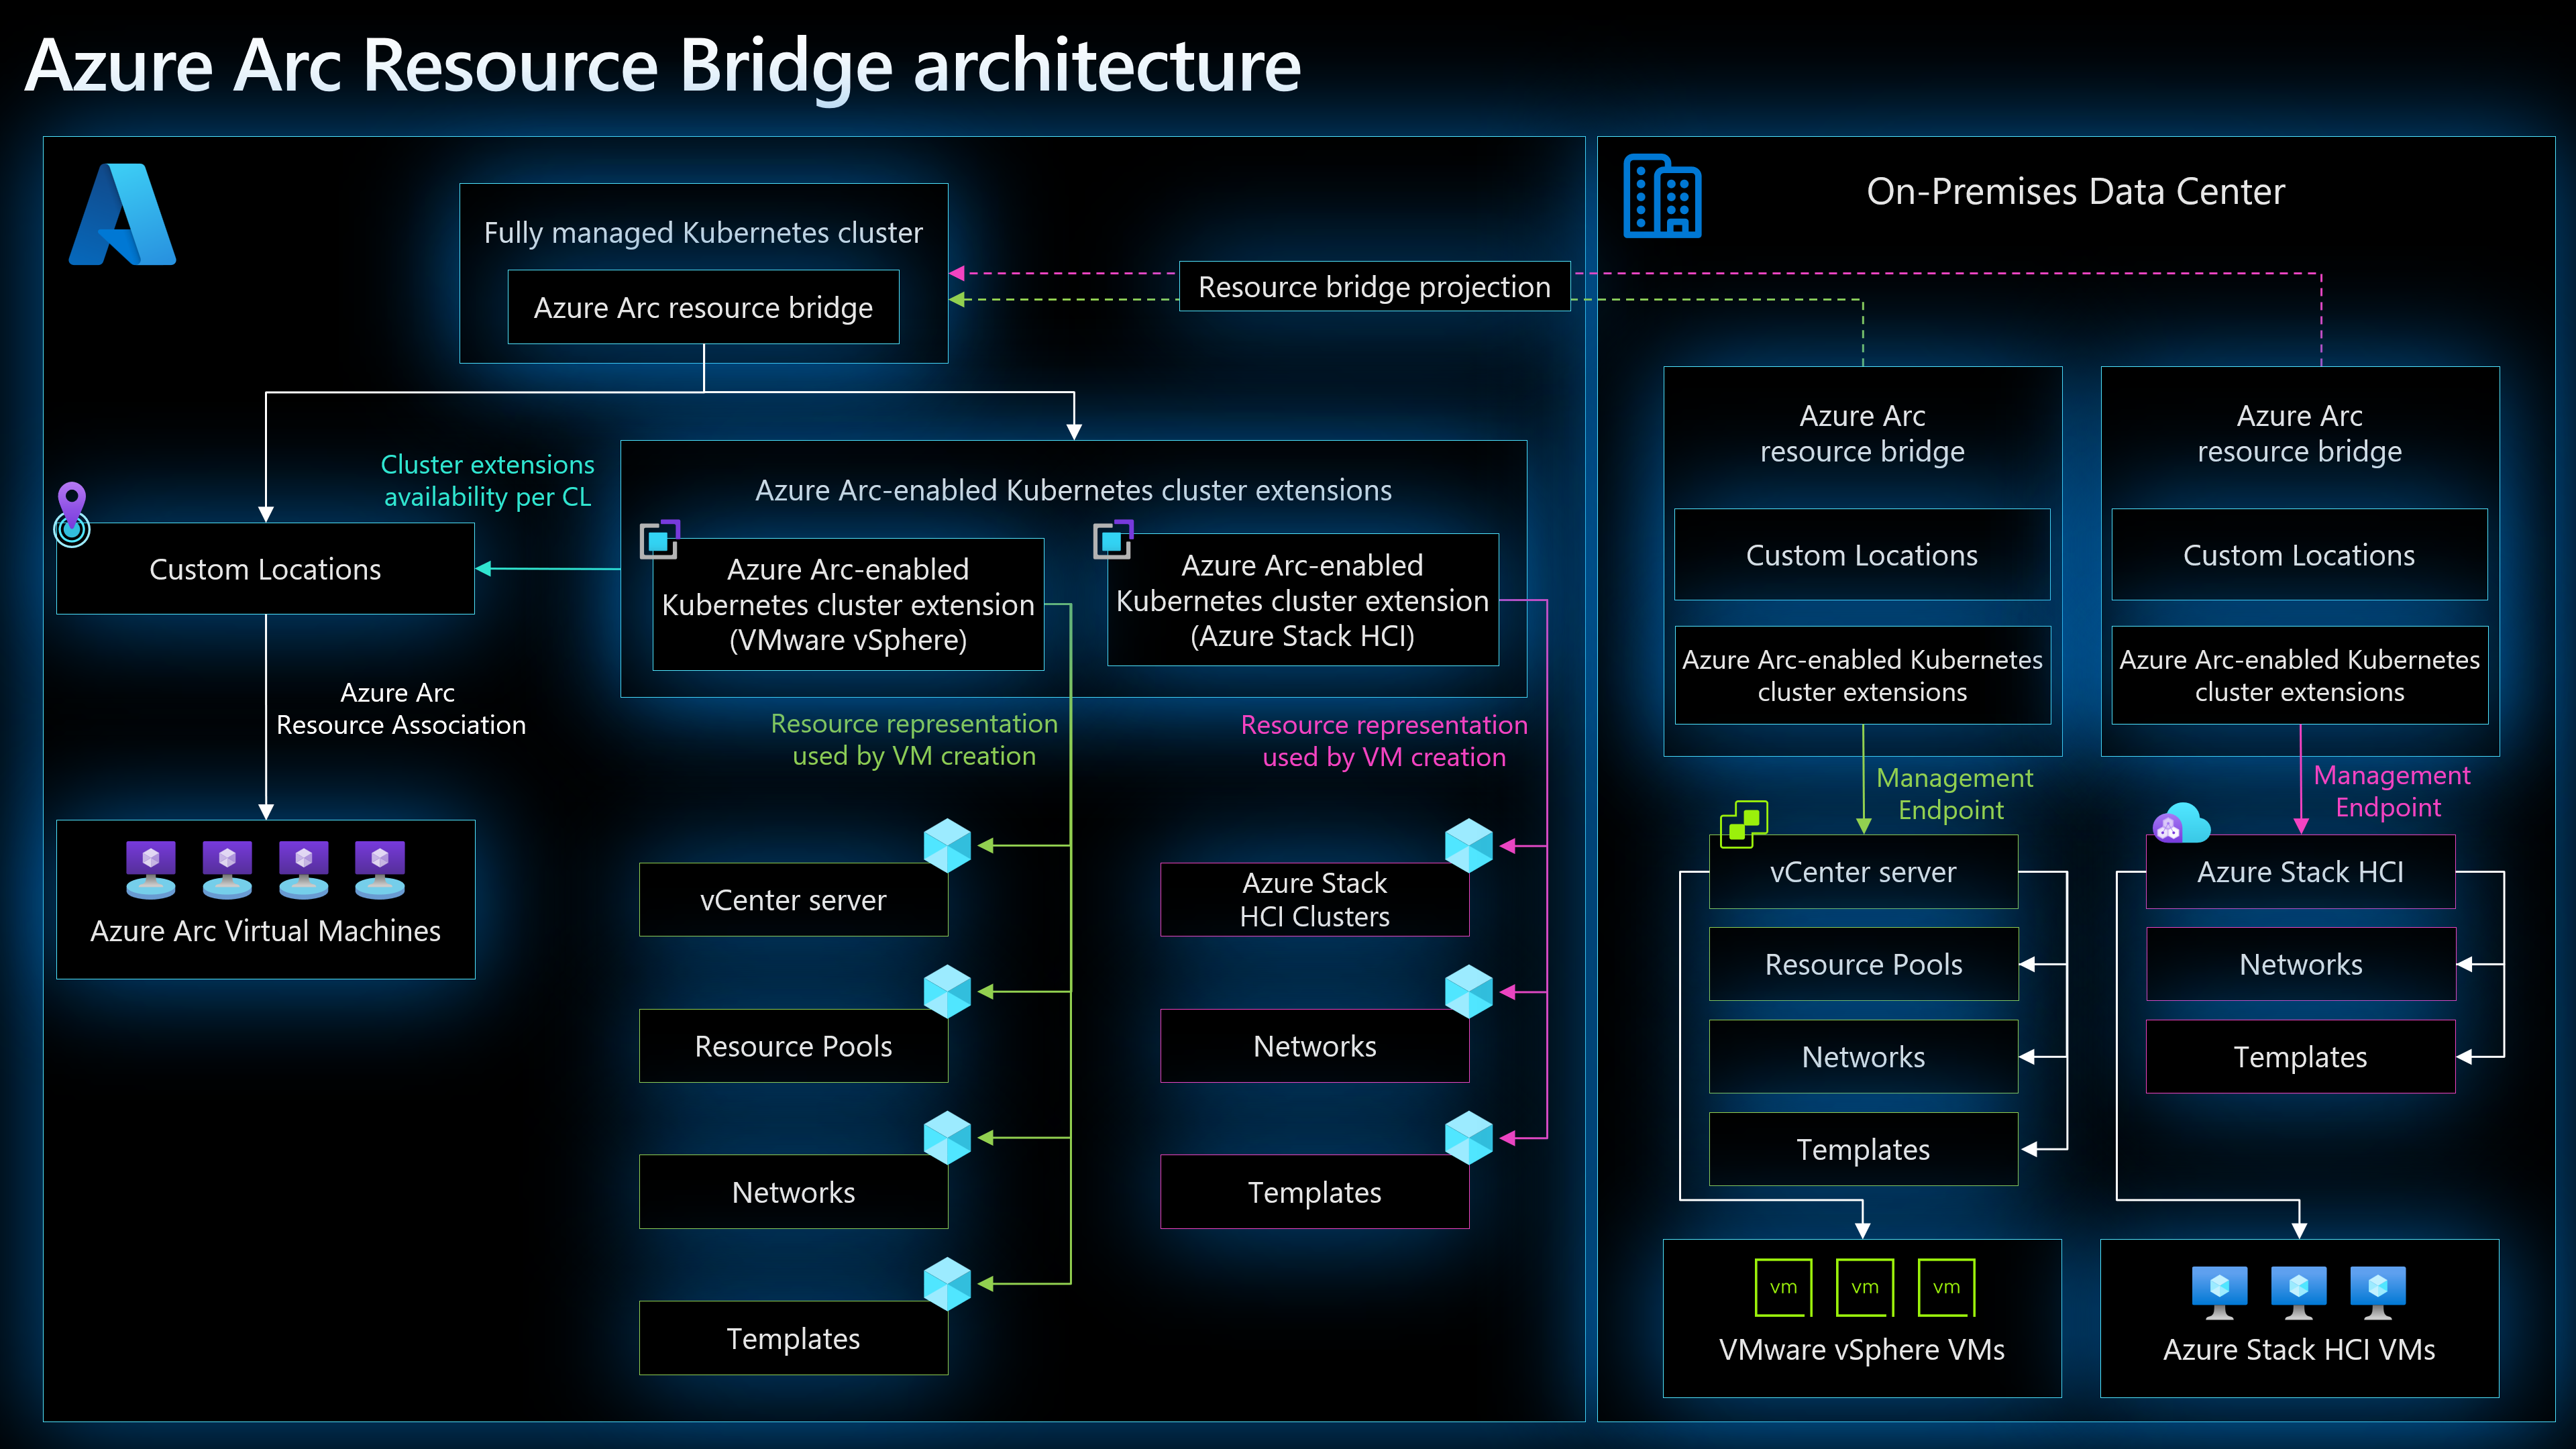 Azure Arc Resource Bridge architecture
Fully managed Kubernetes cluster
Azure Arc resource bridge
Resource bridge projection
Cluster extensions
availability per CL
Azure Arc-enabled Kubernetes cluster extensions
Custom Locations
Azure Arc-enabled
Kubernetes cluster extension
(VMware vSphere)
Azure Arc-enabled
Kubernetes cluster extension
(Azure Stack HCI)
Azure Arc
Resource Association
Resource representation
used by VM creation
Resource representation
used by VM creation
Azure Arc Virtual Machines
vCenter server
Resource Pools
Networks
Templates
Azure Stack
HCI Clusters
Networks
Templates
On-Premises Data Center
Azure Arc
resource bridge
Custom Locations
Azure Arc-enabled Kubernetes
cluster extensions
Management
Endpoint
vCenter server
Resource Pools
Networks
Templates
vm
vm
vm
VMware vSphere VMs
Azure Arc
resource bridge
Custom Locations
Azure Arc-enabled Kubernetes
cluster extensions
Management
Endpoint
Azure Stack HCI
Networks
Templates
Azure Stack HCI VMs